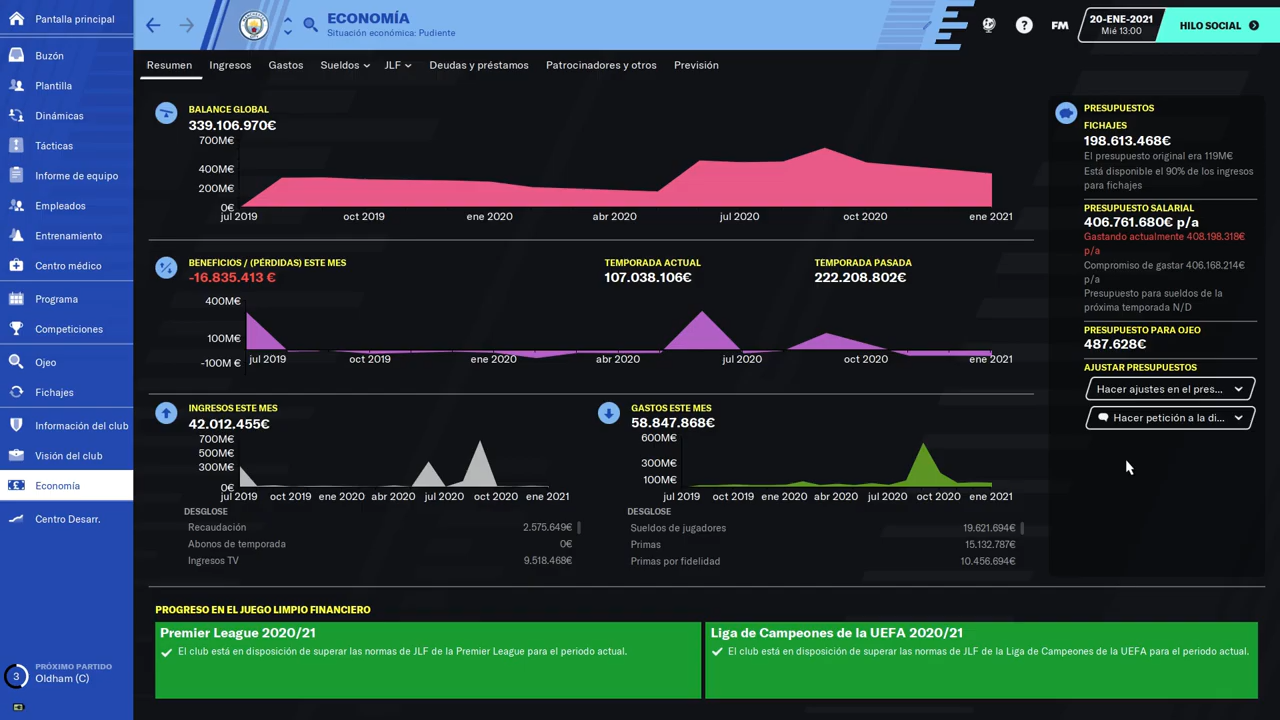 Pantalla principal
Buzón
Plantilla
Dinámicas
Tácticas
Informe de equipo
Empleados
Entrenamiento
Centro médico
Programa
Competiciones
Ojeo
Fichajes
Información del club
Visión del club
Economía
Centro Desarr.
3
PRÓXIMO PARTIDO
Oldham (C)
ECONOMÍA
Situación económica: Pudiente
?
FM
20-ENE-2021
Mié 13:00
HILO SOCIAL
Resumen Ingresos Gastos Sueldos JLF Deudas y préstamos Patrocinadores y otros Previsión
BALANCE GLOBAL
339.106.970€
700M€
400M€
200M€
0€
jul 2019 oct 2019 ene 2020 abr 2020 jul 2020 oct 2020 ene 2021
BENEFICIOS / (PÉRDIDAS) ESTE MES
-16.835.413 €
TEMPORADA ACTUAL
107.038.106€
TEMPORADA PASADA
222.208.802€
400M€
100M€
-100M €
jul 2019 oct 2019 ene 2020 abr 2020 jul 2020 oct 2020 ene 2021
INGRESOS ESTE MES
42.012.455€
700M€
500M€
300M€
0€
jul 2019 oct 2019 ene 2020 abr 2020 jul 2020 oct 2020 ene 2021
DESGLOSE
Recaudación 2.575.649€
Abonos de temporada 0€
Ingresos TV 9.518.468€
GASTOS ESTE MES
58.847.868€
600M€
300M€
100M€
jul 2019 oct 2019 ene 2020 abr 2020 jul 2020 oct 2020 ene 2021
DESGLOSE
Sueldos de jugadores 19.621.694€
Primas 15.132.787€
Primas por fidelidad 10.456.694€
PRESUPUESTOS
FICHAJES
198.613.468€
El presupuesto original era 119M€
Está disponible el 90% de los ingresos
para fichajes
PRESUPUESTO SALARIAL
406.761.680€ p/a
Gastando actualmente 408.198.318€
p/a
Compromiso de gastar 406.168.214€
p/a
Presupuesto para sueldos de la
próxima temporada N/D
PRESUPUESTO PARA OJEO
487.628€
AJUSTAR PRESUPUESTOS
Hacer ajustes en el pres...
Hacer petición a la di...
PROGRESO EN EL JUEGO LIMPIO FINANCIERO
Premier League 2020/21
El club está en disposición de superar las normas de JLF de la Premier League para el periodo actual.
Liga de Campeones de la UEFA 2020/21
El club está en disposición de superar las normas de JLF de la Liga de Campeones de la UEFA para el periodo actual.